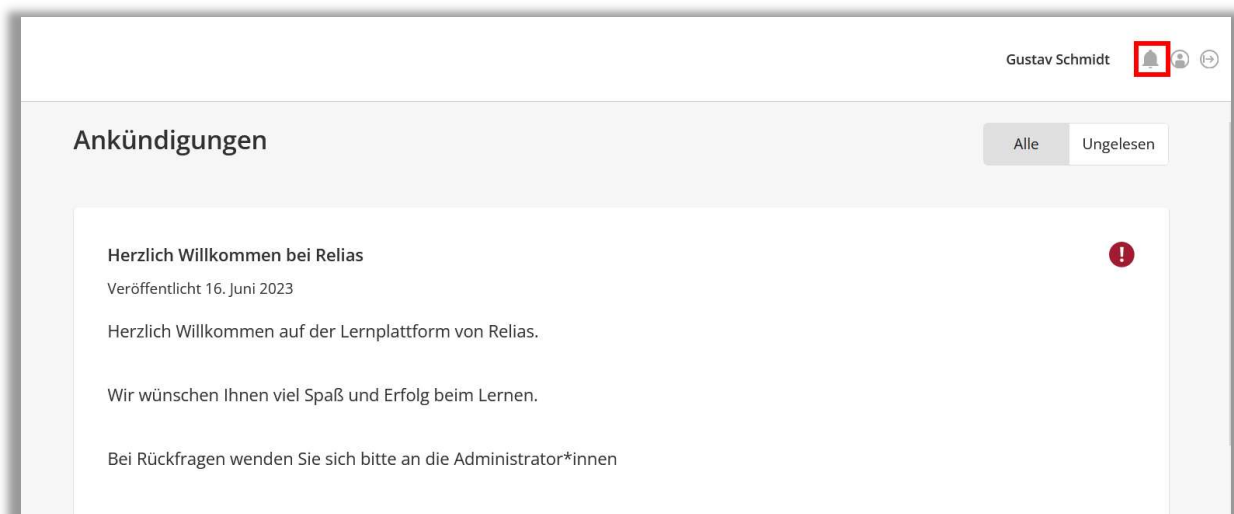 Gustav Schmidt
Ankündigungen
Alle
Ungelesen
Herzlich Willkommen bei Relias
Veröffentlicht 16. Juni 2023
Herzlich Willkommen auf der Lernplattform von Relias.
Wir wünschen Ihnen viel Spaß und Erfolg beim Lernen.
Bei Rückfragen wenden Sie sich bitte an die Administrator*innen